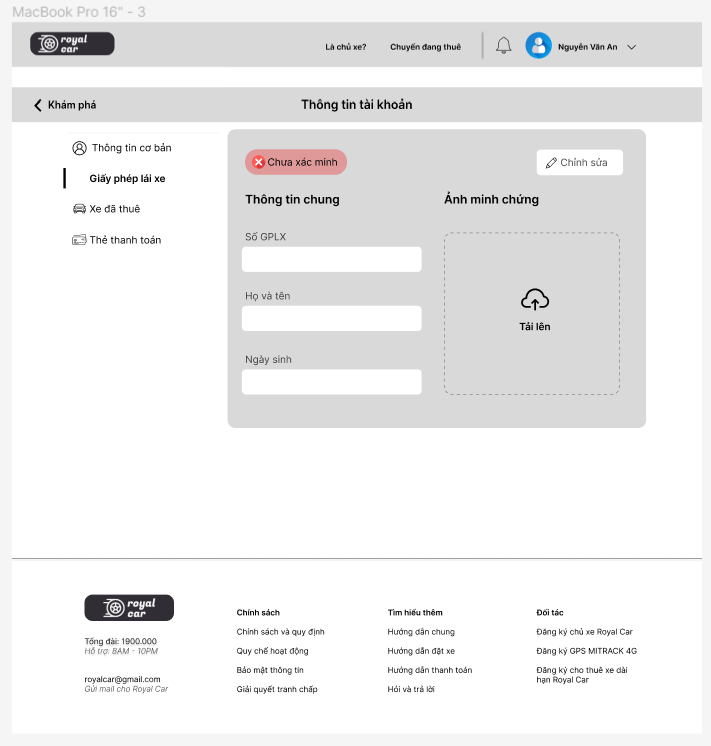 MacBook Pro 16" - 3
royal
car
Là chủ xe?
Chuyến đang thuê
Nguyễn Văn An
Khám phá
Thông tin tài khoản
Thông tin cơ bản
Giấy phép lái xe
Xe đã thuê
Thẻ thanh toán
Chưa xác minh
Chỉnh sửa
Thông tin chung
Ảnh minh chứng
Số GPLX
Họ và tên
Ngày sinh
Tải lên
royal
car
Tổng đài: 1900.000
Hỗ trợ: 8AM - 10PM
royalcar@gmail.com
Gửi mail cho Royal Car
Chính sách
Chính sách và quy định
Quy chế hoạt động
Bảo mật thông tin
Giải quyết tranh chấp
Tìm hiểu thêm
Hướng dẫn chung
Hướng dẫn đặt xe
Hướng dẫn thanh toán
Hỏi và trả lời
Đối tác
Đăng ký chủ xe Royal Car
Đăng ký GPS MITRACK 4G
Đăng ký cho thuê xe dài
hạn Royal Car